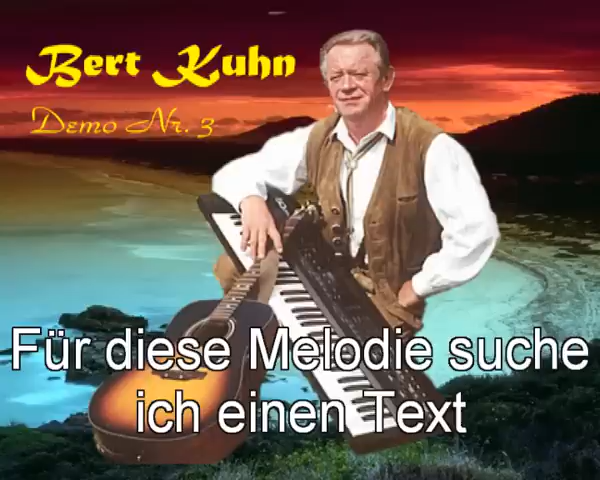 Bert Kuhn
Demo Nr. 3
Für diese Melodie suche
ich einen Text